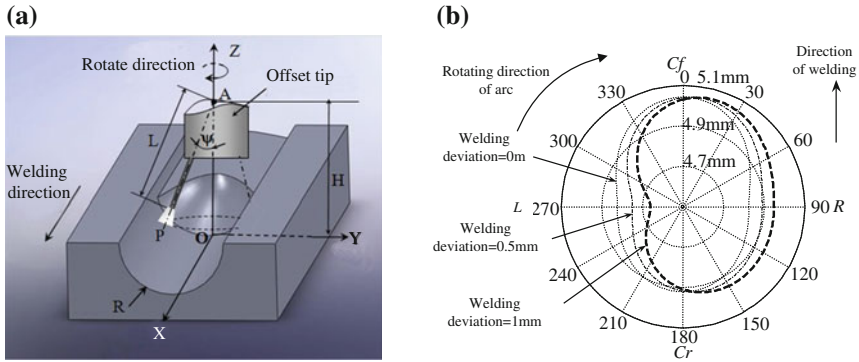 (a)
Z
Rotate direction
A
Offset tip
L
ψ
Welding
direction
H
P
O
Y
R
X
(b)
Rotating direction
of arc
Cf
0
5.1mm
Direction
of welding
330
30
4.9mm
Welding
deviation=0m
300
60
4.7mm
L
270
90
R
Welding
deviation=0.5mm
240
120
Welding
deviation=1mm
210
150
180
Cr